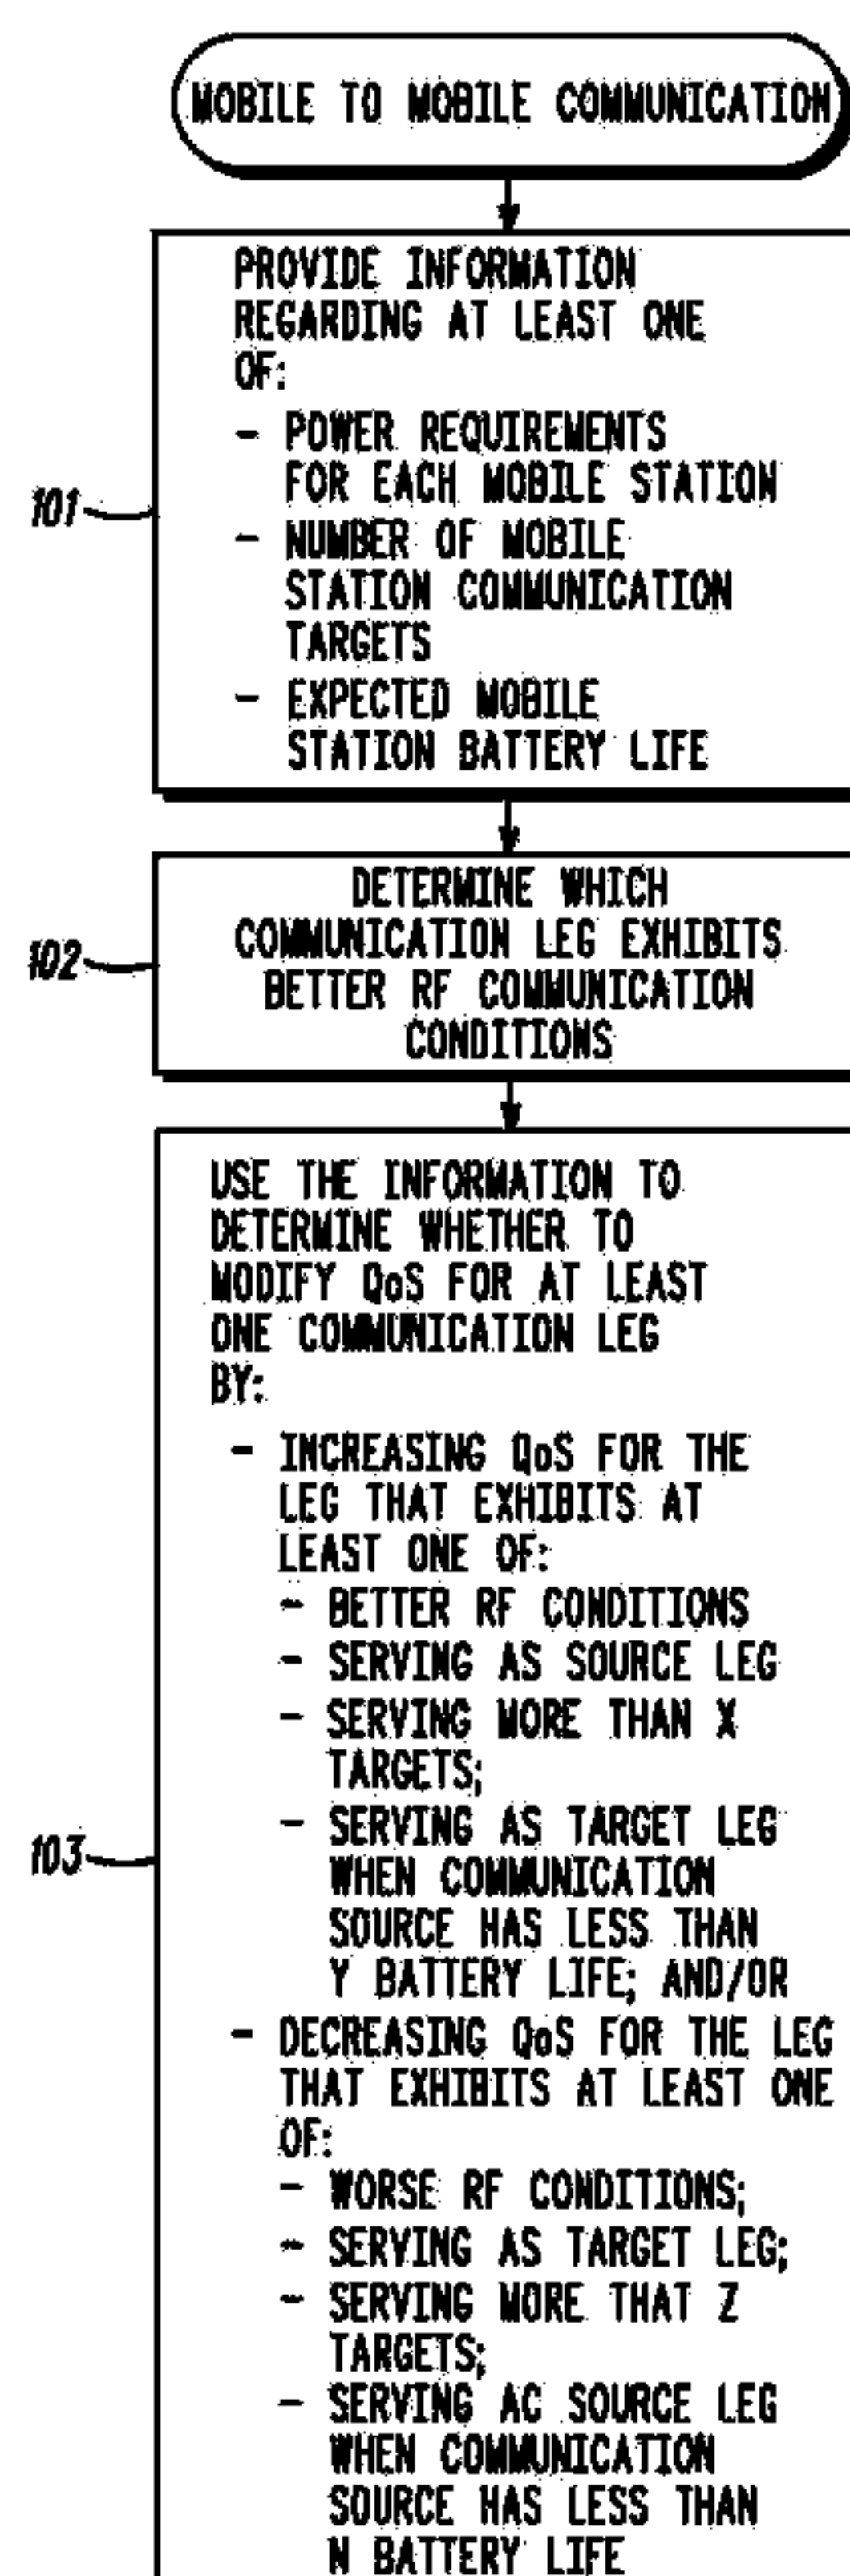 MOBILE TO MOBILE COMMUNICATION
PROVIDE INFORMATION
REGARDING AT LEAST ONE
OF:
- POWER REQUIREMENTS
FOR EACH MOBILE STATION
101
- NUMBER OF MOBILE
STATION COMMUNICATION
TARGETS
- EXPECTED MOBILE
STATION BATTERY LIFE
DETERMINE WHICH
COMMUNICATION LEG EXHIBITS
102
BETTER RF COMMUNICATION
CONDITIONS
USE THE INFORMATION TO
DETERMINE WHETHER TO
MODIFY QoS FOR AT LEAST
ONE COMMUNICATION LEG
BY:
- INCREASING QoS FOR THE
LEG THAT EXHIBITS AT
LEAST ONE OF:
- BETTER RF CONDITIONS
- SERVING AS SOURCE LEG
- SERVING MORE THAN X
TARGETS;
- SERVING AS TARGET LEG
103
WHEN COMMUNICATION
SOURCE HAS LESS THAN
Y BATTERY LIFE; AND/OR
- DECREASING QoS FOR THE LEG
THAT EXHIBITS AT LEAST ONE
OF:
- WORSE RF CONDITIONS;
- SERVING AS TARGET LEG;
- SERVING MORE THAT Z
TARGETS;
- SERVING AC SOURCE LEG
WHEN COMMUNICATION
SOURCE HAS LESS THAN
N BATTERY LIFE